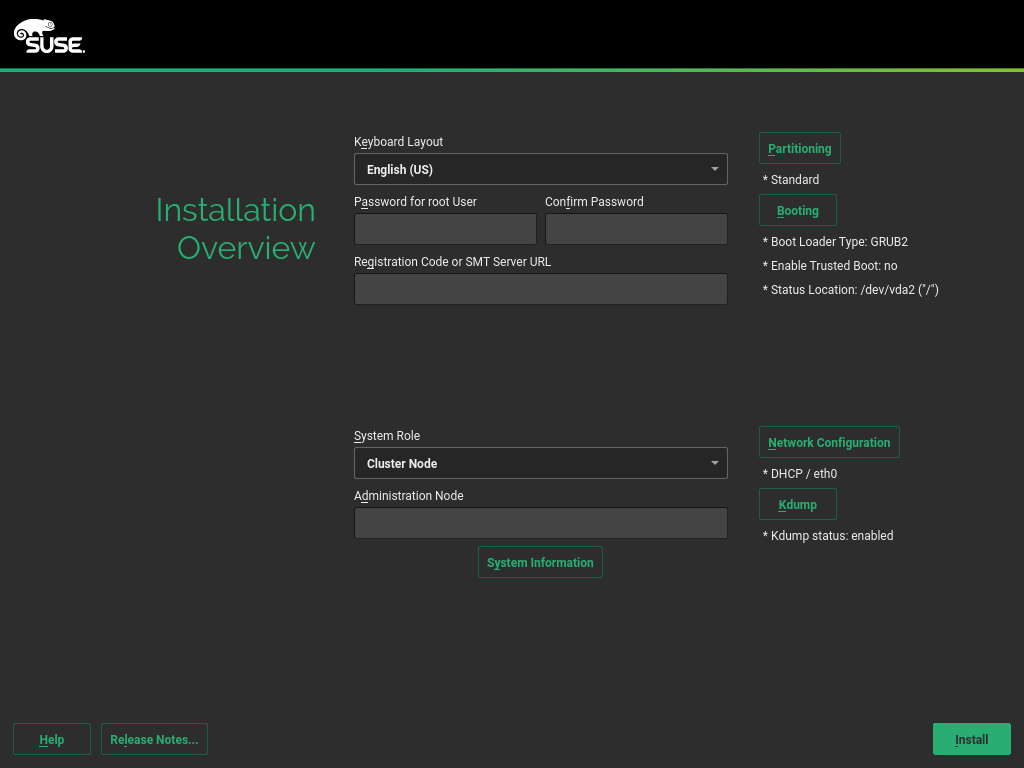 SUSE.
Installation
Overview
Keyboard Layout
English (US)
Password for root User
Confirm Password
Registration Code or SMT Server URL
Partitioning
* Standard
Booting
* Boot Loader Type: GRUB2
* Enable Trusted Boot: no
* Status Location: /dev/vda2 ("/")
System Role
Cluster Node
Administration Node
System Information
Network Configuration
* DHCP / eth0
Kdump
* Kdump status: enabled
Help
Release Notes...
Install